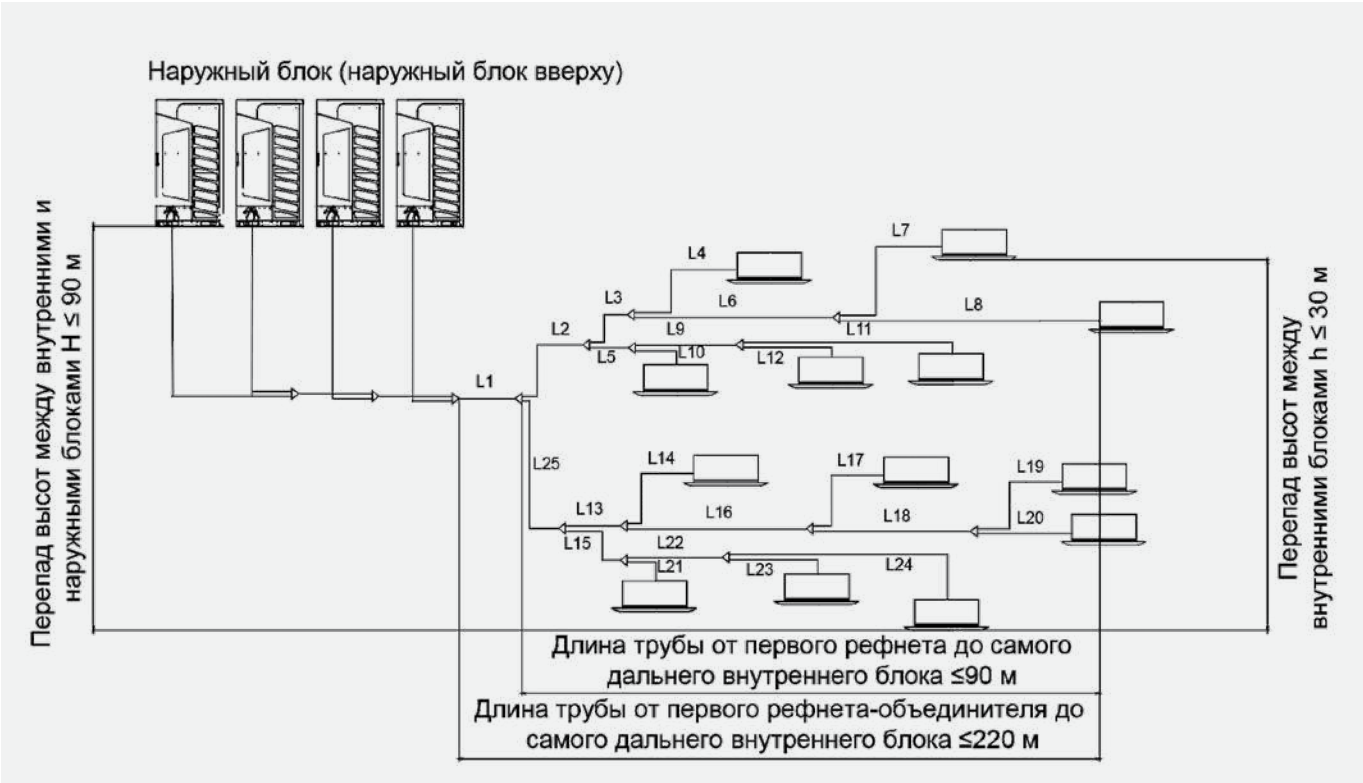 Наружный блок (наружный блок вверху)
Перепад высот между внутренними и
наружными блоками H ≤ 90 м
L7
L4
L3
L6
L8
L2
L9
L11
L5
L10
L12
L1
L25
L14
L17
L19
L13
L16
L18
L20
L15
L22
L21
L23
L24
Перепад высот между
внутренними блоками h ≤ 30 м
Длина трубы от первого рефнета до самого
дальнего внутреннего блока ≤90 м
Длина трубы от первого рефнета-объединителя до
самого дальнего внутреннего блока ≤220 м